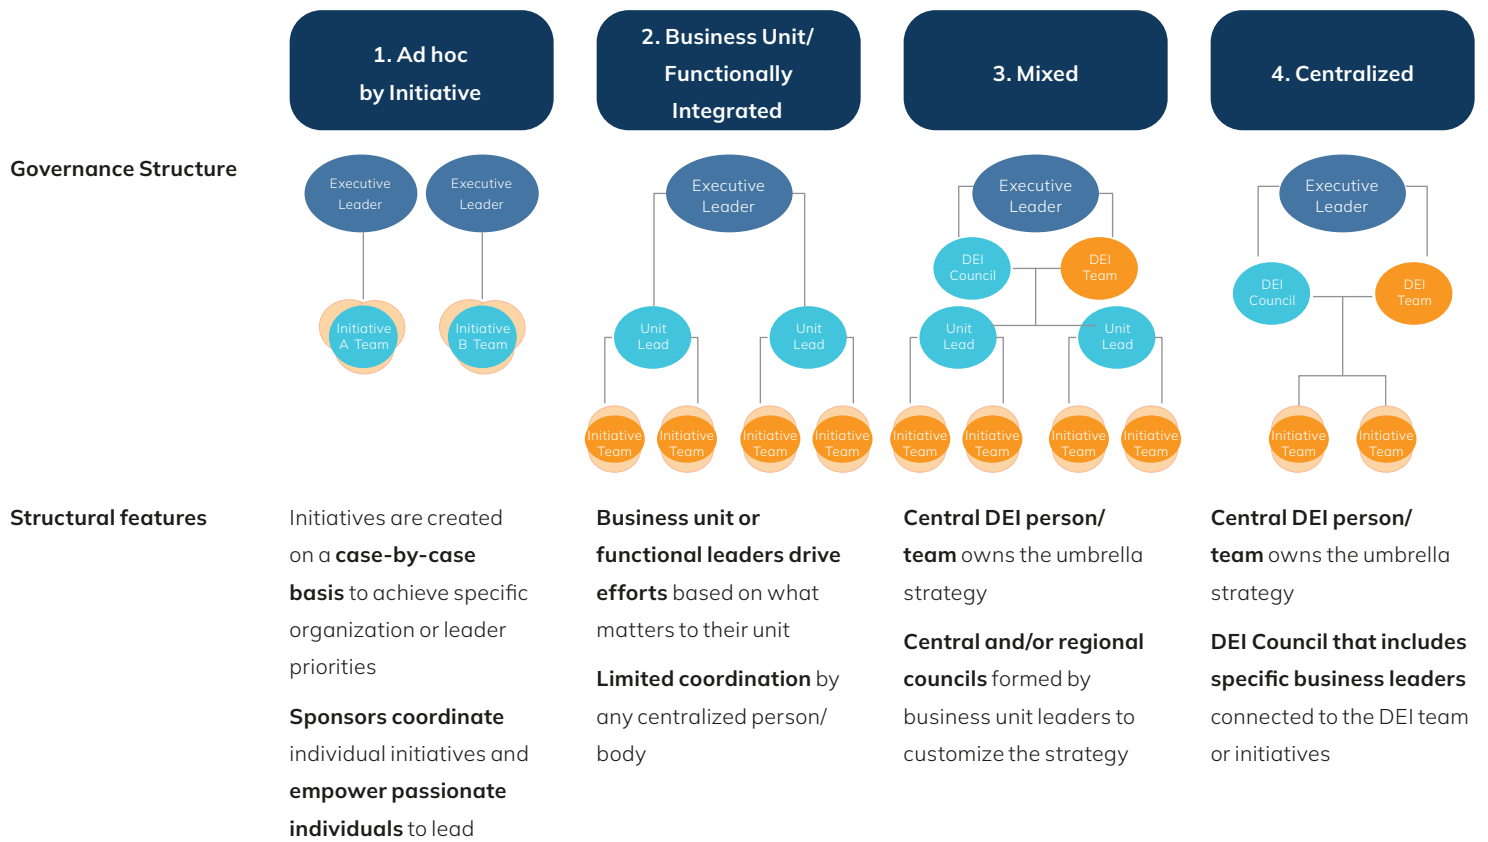 1. Ad hoc
by Initiative
2. Business Unit/
Functionally
Integrated
3. Mixed
4. Centralized
Governance Structure
Executive
Leader
Executive
Leader
Initiative
A Team
Initiative
B Team
Executive
Leader
Unit
Lead
Unit
Lead
Initiative
Team
Initiative
Team
Initiative
Team
Initiative
Team
Executive
Leader
DEI
Council
DEI
Team
Unit
Lead
Unit
Lead
Initiative
Team
Initiative
Team
Initiative
Team
Initiative
Team
Executive
Leader
DEI
Council
DEI
Team
Initiative
Team
Initiative
Team
Structural features
Initiatives are created
on a case-by-case
basis to achieve specific
organization or leader
priorities
Sponsors coordinate
individual initiatives and
empower passionate
individuals to lead
Business unit or
functional leaders drive
efforts based on what
matters to their unit
Limited coordination by
any centralized person/
body
Central DEI person/
team owns the umbrella
strategy
Central and/or regional
councils formed by
business unit leaders to
customize the strategy
Central DEI person/
team owns the umbrella
strategy
DEI Council that includes
specific business leaders
connected to the DEI team
or initiatives